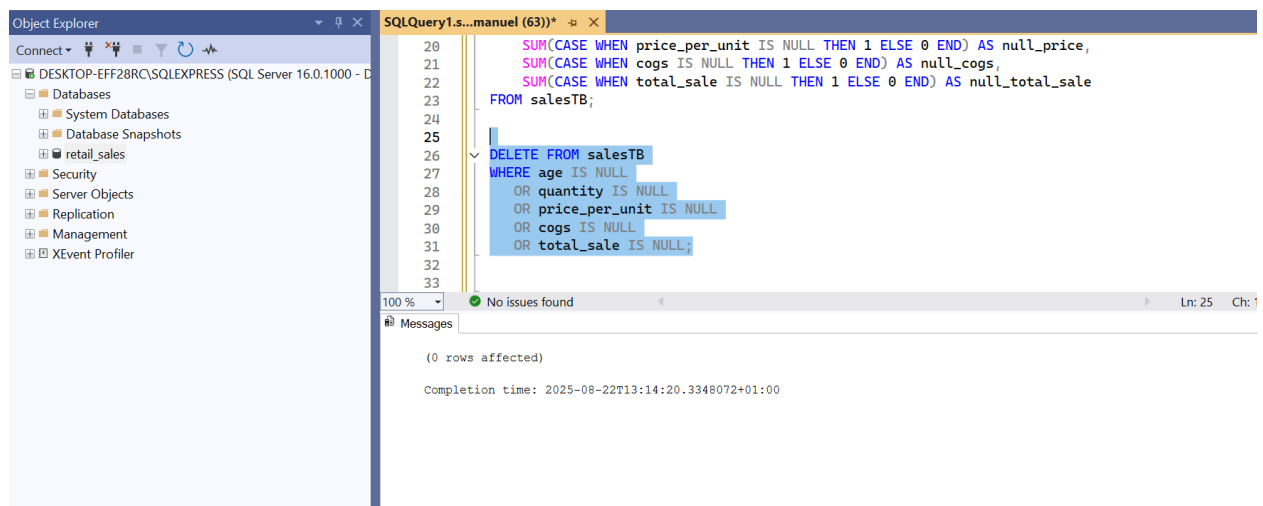 Object Explorer
Connect
DESKTOP-EFF28RC\SQLEXPRESS (SQL Server 16.0.1000 - D
Databases
System Databases
Database Snapshots
retail_sales
Security
Server Objects
Replication
Management
XEvent Profiler
SQLQuery1.s...manuel (63))*
20 SUM(CASE WHEN price_per_unit IS NULL THEN 1 ELSE 0 END) AS null_price,
21 SUM(CASE WHEN cogs IS NULL THEN 1 ELSE 0 END) AS null_cogs,
22 SUM(CASE WHEN total_sale IS NULL THEN 1 ELSE 0 END) AS null_total_sale
23 FROM salesTB;
24
25
26 DELETE FROM salesTB
27 WHERE age IS NULL
28 OR quantity IS NULL
29 OR price_per_unit IS NULL
30 OR cogs IS NULL
31 OR total_sale IS NULL;
32
33
100 % No issues found Ln: 25 Ch: 1
Messages
(0 rows affected)
Completion time: 2025-08-22T13:14:20.3348072+01:00